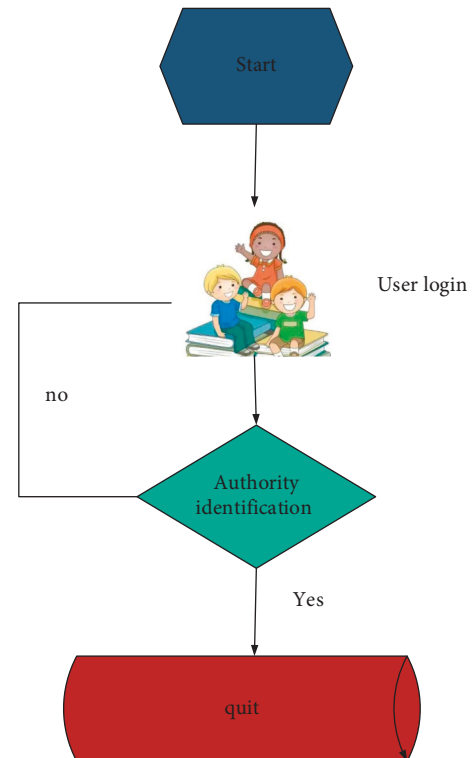 Start
User login
no
Authority
identification
Yes
quit